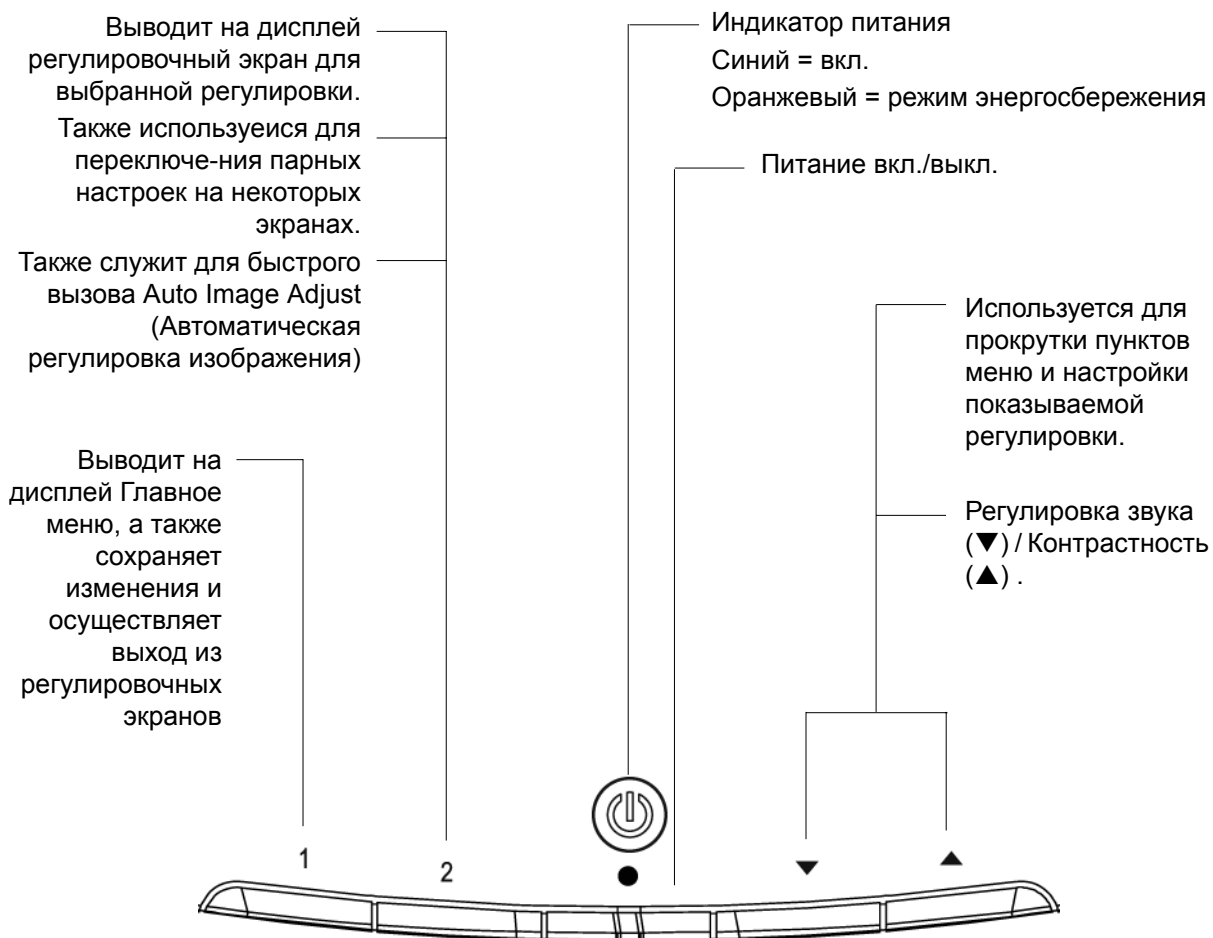 Выводит на дисплей
регулировочный экран для
выбранной регулировки.
Также используеися для
переключе-ния парных
настроек на некоторых
экранах.
Также служит для быстрого
вызова Auto Image Adjust
(Автоматическая
регулировка изображения)
Выводит на
дисплей Главное
меню, а также
сохраняет
изменения и
осуществляет
выход из
регулировочных
экранов
Индикатор питания
Синий = вкл.
Оранжевый = режим энергосбережения
Питание вкл./выкл.
Используется для
прокрутки пунктов
меню и настройки
показываемой
регулировки.
Регулировка звука
(▼) / Контрастность
(▲) .
1
2
▼
▲